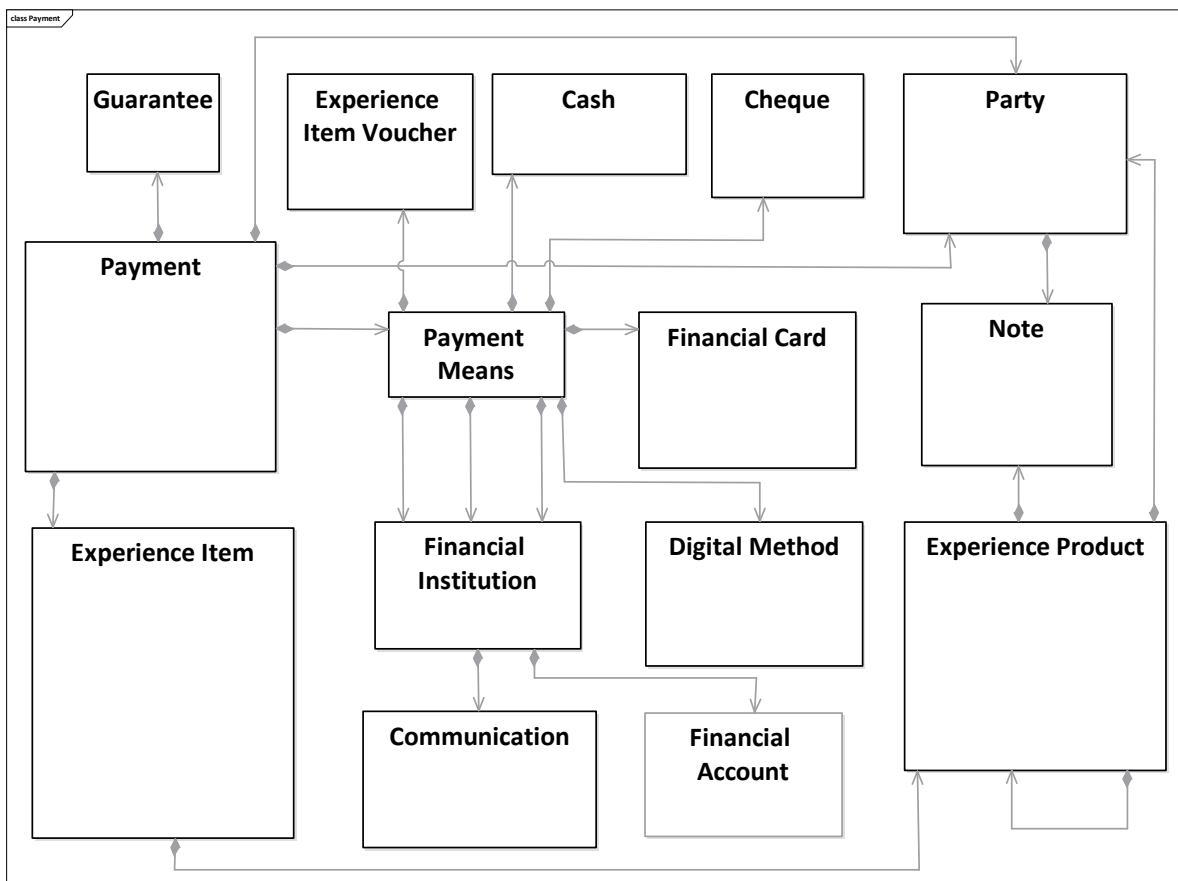 class Payment
Guarantee
Experience
Item Voucher
Cash
Cheque
Party
Payment
Payment
Means
Financial Card
Note
Experience Item
Financial
Institution
Digital Method
Experience Product
Communication
Financial
Account